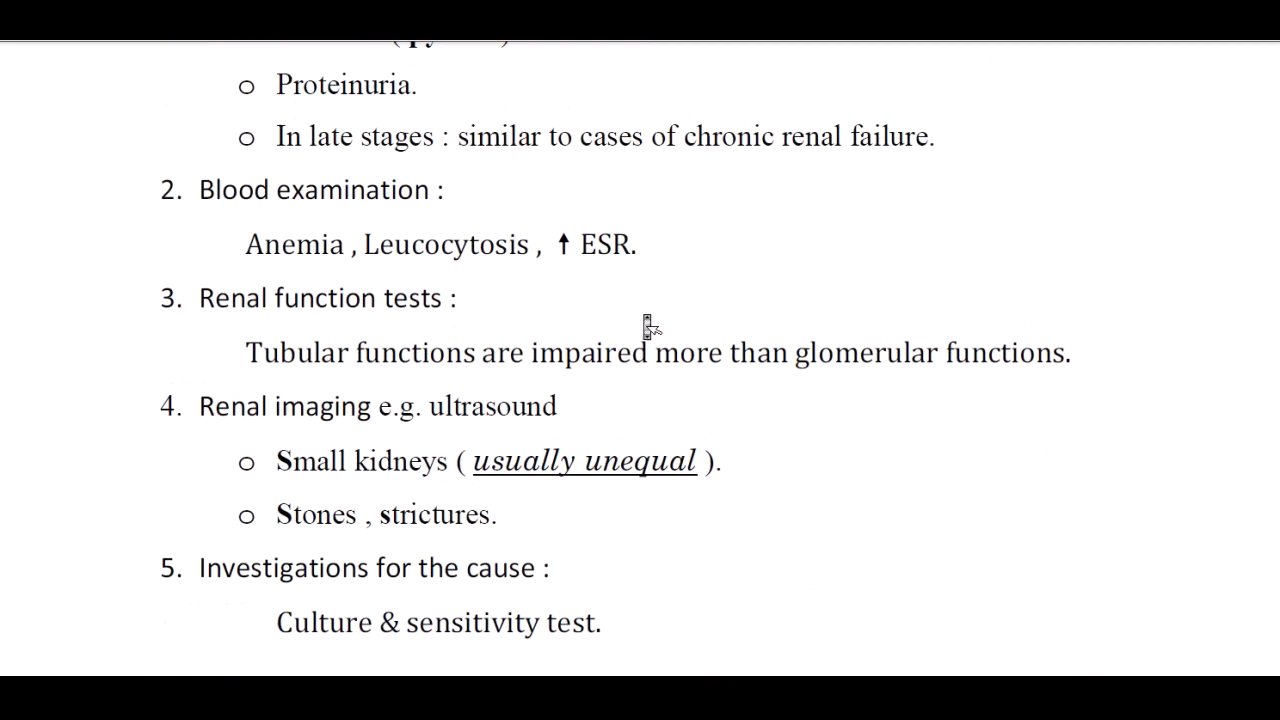 o Proteinuria.
o In late stages : similar to cases of chronic renal failure.
2. Blood examination :
Anemia , Leucocytosis , ↑ ESR.
3. Renal function tests :
Tubular functions are impaired more than glomerular functions.
4. Renal imaging e.g. ultrasound
o Small kidneys ( usually unequal ).
o Stones , strictures.
5. Investigations for the cause :
Culture & sensitivity test.